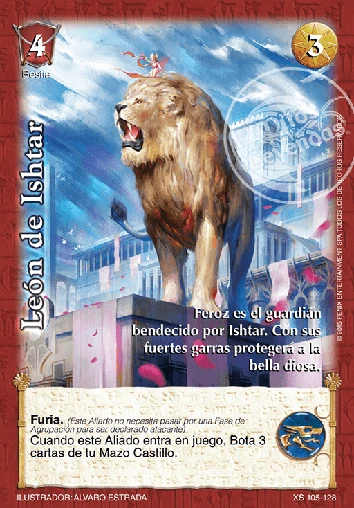 4
3
Bestia
León de Ishtar
Otras
Leyendas
Feroz es el guardián
bendecido por Ishtar. Con sus
fuertes garras protegerá a la
bella diosa.
Furia. (Este Aliado no necesita pasar por una Fase de
Agrupación para ser declarado atacante)
Cuando este Aliado entra en juego, Bota 3
cartas de tu Mazo Castillo.
ILUSTRADOR: ALVARO ESTRADA
XS 105-128